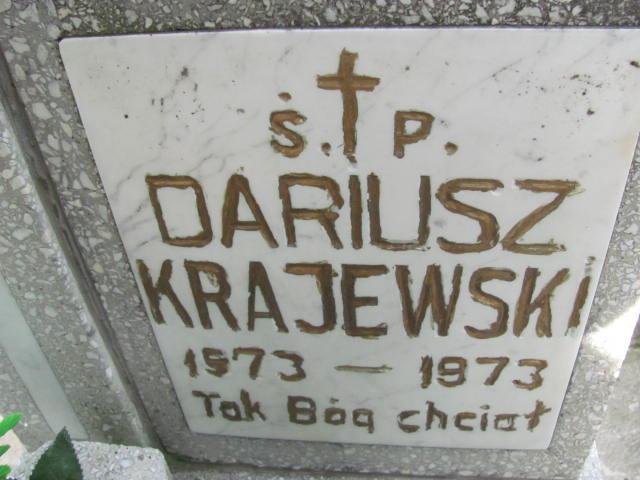 Ś. P.
DARIUSZ
KRAJEWSKI
1973 — 1973
Tak Bóg chciał